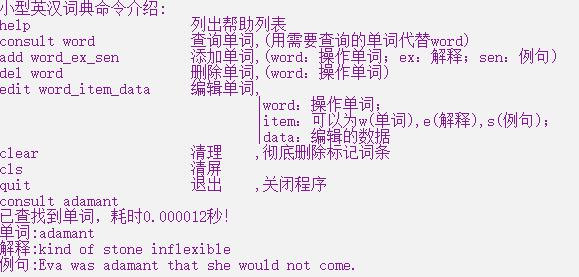 小型英汉词典命令介绍:
help 列出帮助列表
consult word 查询单词,(用需要查询的单词代替word)
add word_ex_sen 添加单词,(word: 操作单词; ex: 解释; sen: 例句)
del word 删除单词,(word: 操作单词)
edit word_item_data 编辑单词,
|word: 操作单词;
|item: 可以为w(单词),e(解释),s(例句);
|data: 编辑的数据
clear 清理 ,彻底删除标记词条
cls 清屏
quit 退出 ,关闭程序
consult adamant
已查找到单词, 耗时0.000012秒!
单词:adamant
解释:kind of stone inflexible
例句:Eva was adamant that she would not come.